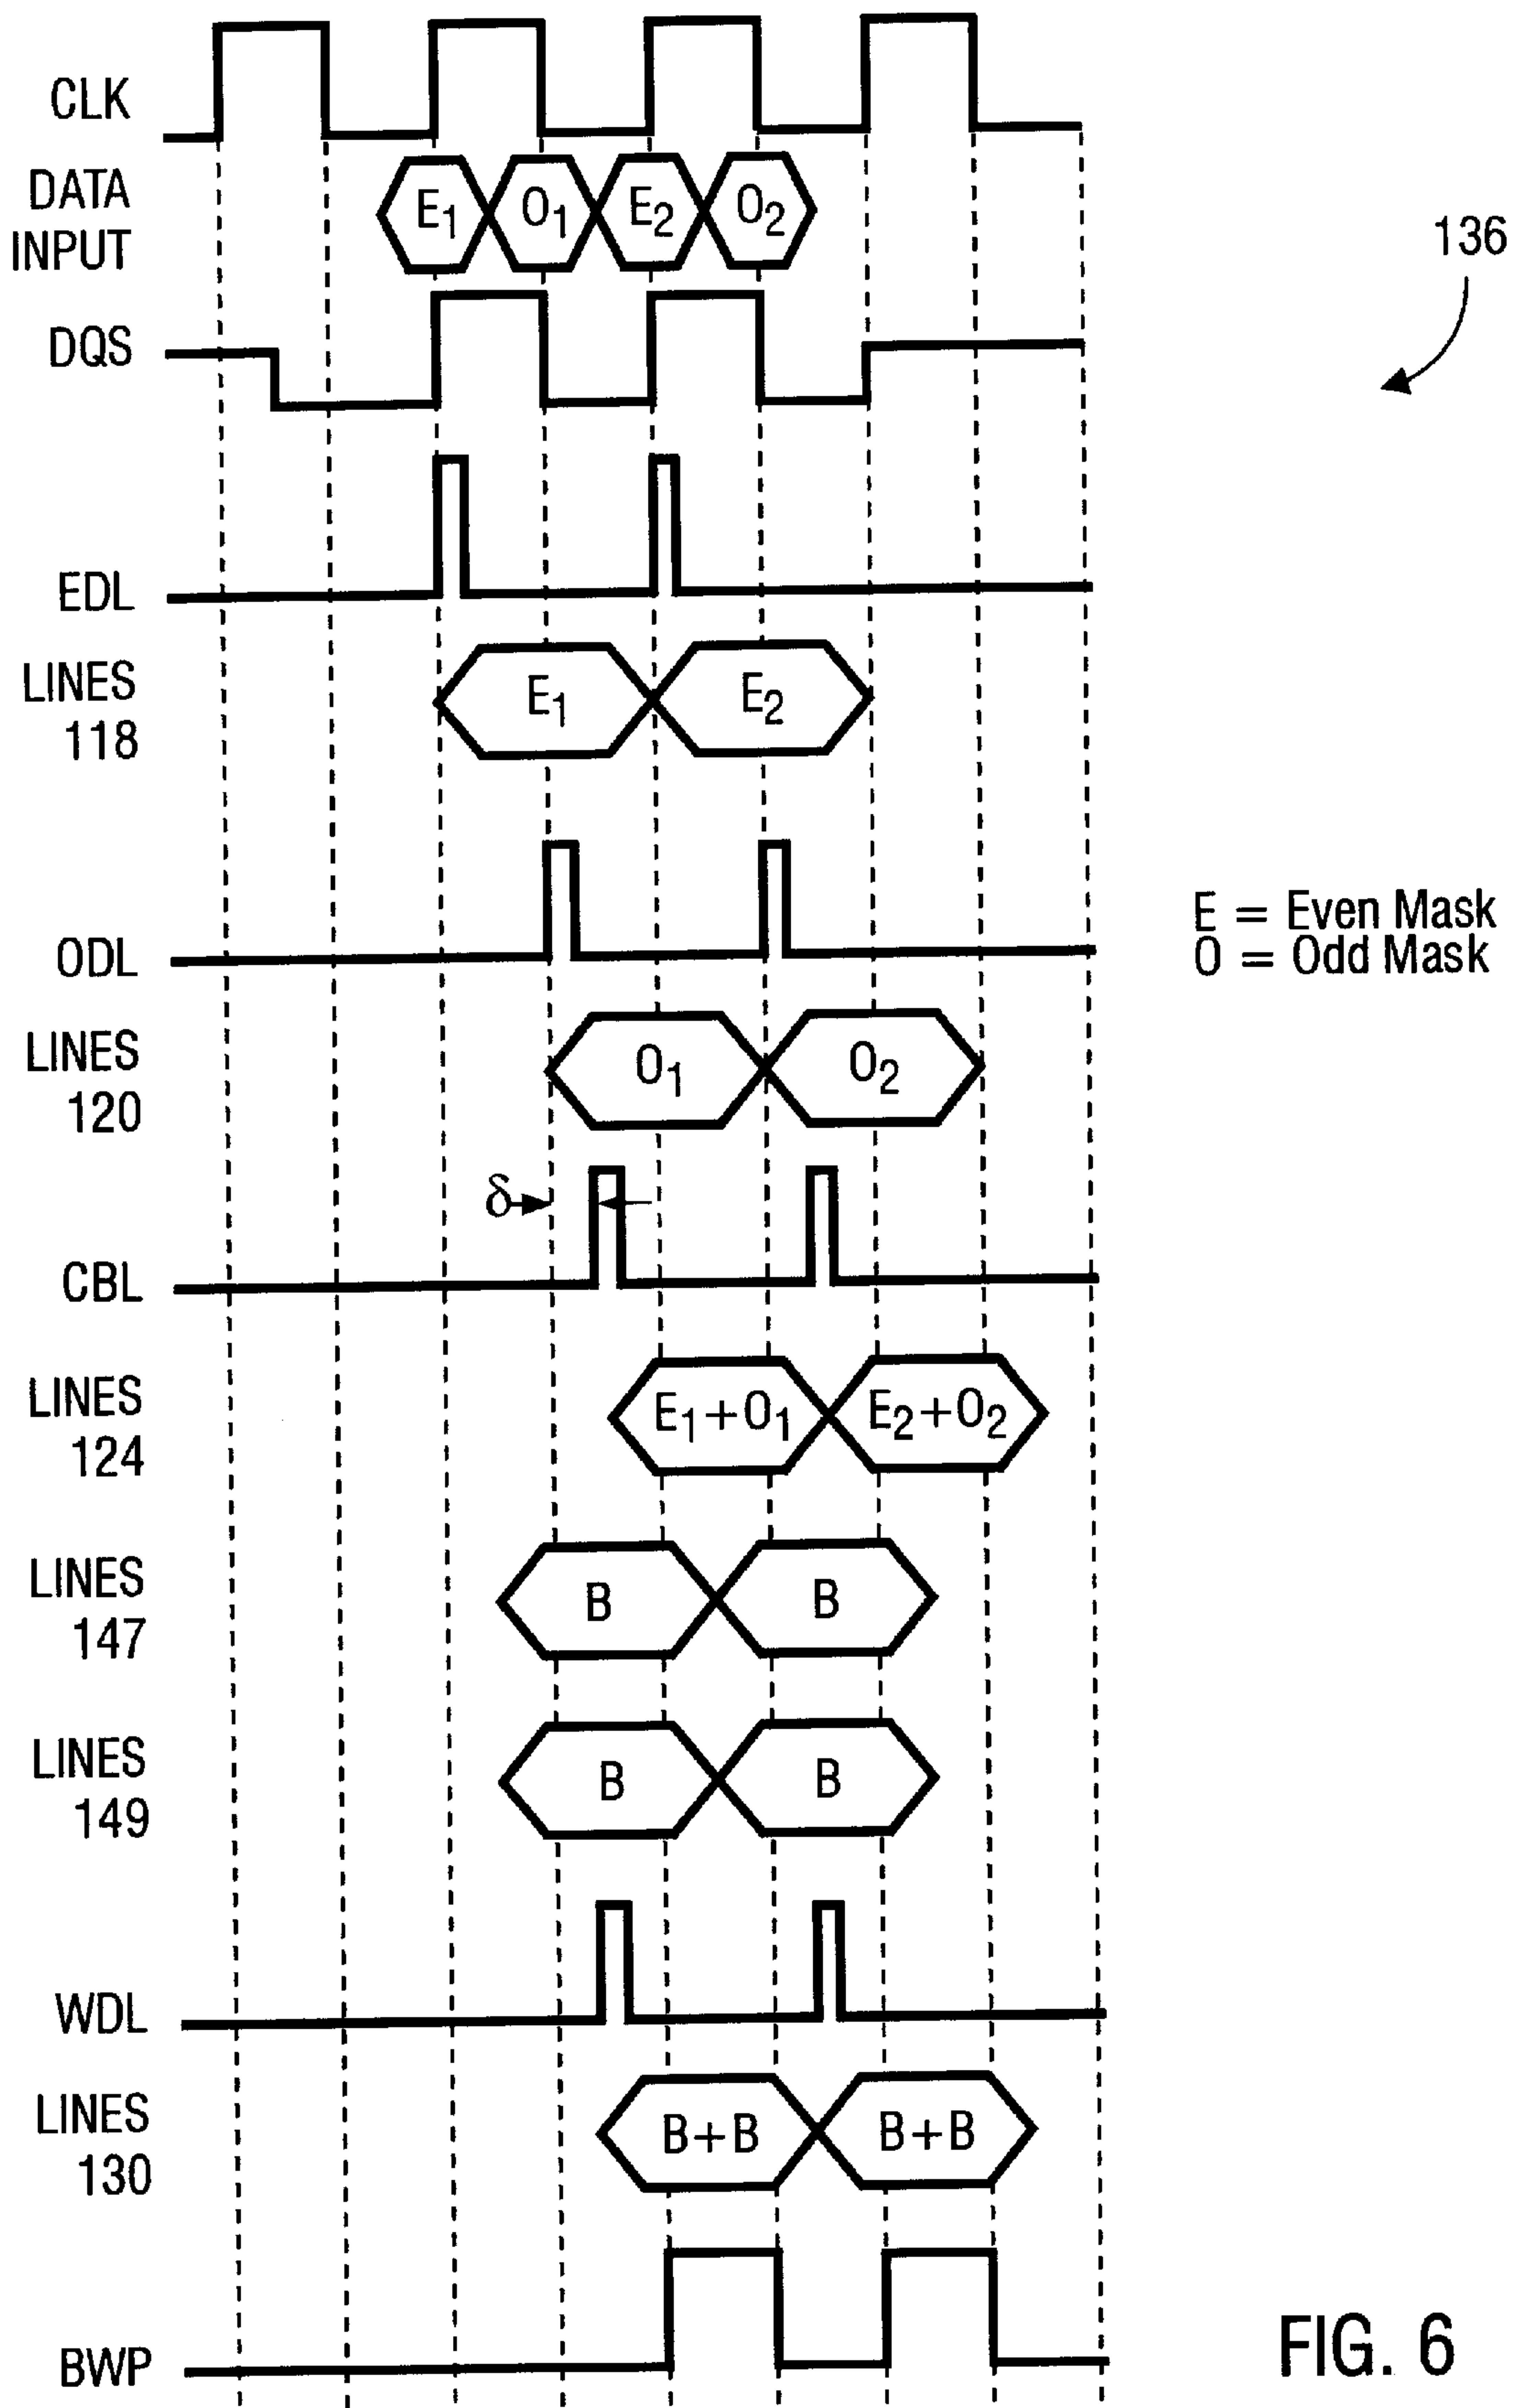 CLK
DATA
INPUT
E1 O1 E2 O2
136
DQS
EDL
LINES
118
E1 E2
ODL
E = Even Mask
O = Odd Mask
LINES
120
O1 O2
δ
CBL
LINES
124
E1+O1 E2+O2
LINES
147
B B
LINES
149
B B
WDL
LINES
130
B+B B+B
BWP
FIG. 6